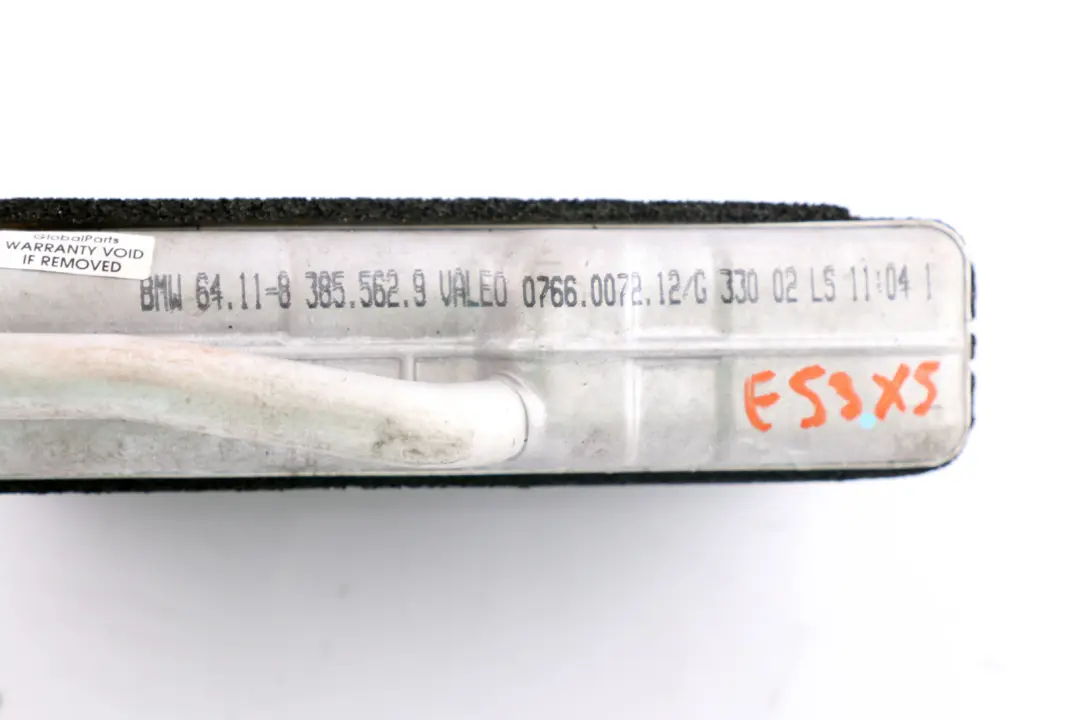 GlobalParts
WARRANTY VOID
IF REMOVED
BMW 64.11-8 385.562.9 VALEO 0766.0072.12/G 330 02 LS 11:04 1
E53 X5